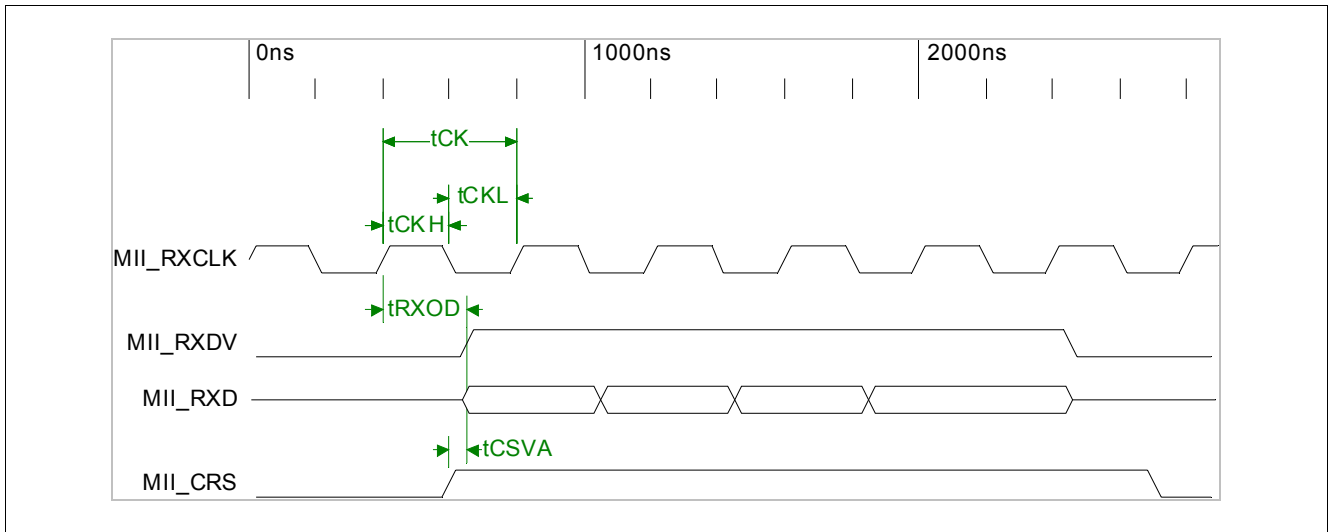 0ns 1000ns 2000ns
tCK
tCKL
tCKH
MII_RXCLK
tRXOD
MII_RXDV
MII_RXD
tCSVA
MII_CRS